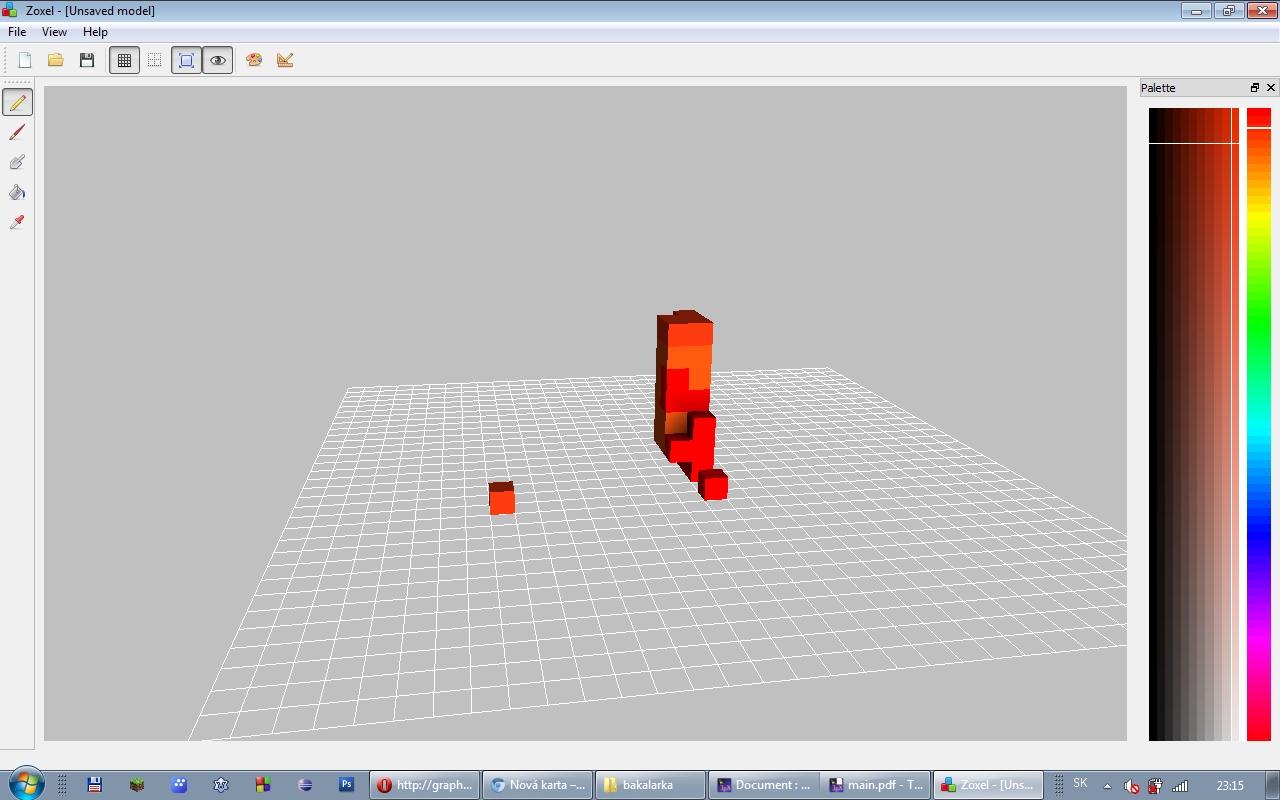 Zoxel - [Unsaved model]
File View Help
Palette
Ps
http://graph...
Nová karta –...
bakalarka
Document : ...
main.pdf - T...
Zoxel - [Uns...
SK
23:15